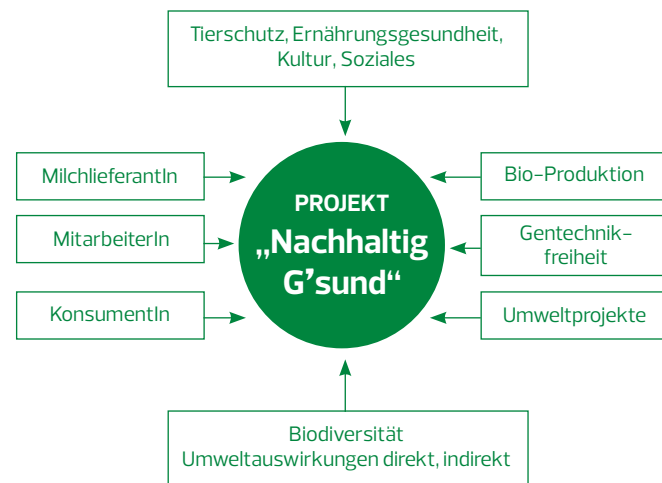 Tierschutz, Ernährungsgesundheit,
Kultur, Soziales
MilchlieferantIn
MitarbeiterIn
KonsumentIn
PROJEKT
„Nachhaltig
G’sund“
Bio-Produktion
Gentechnik-
freiheit
Umweltprojekte
Biodiversität
Umweltauswirkungen direkt, indirekt